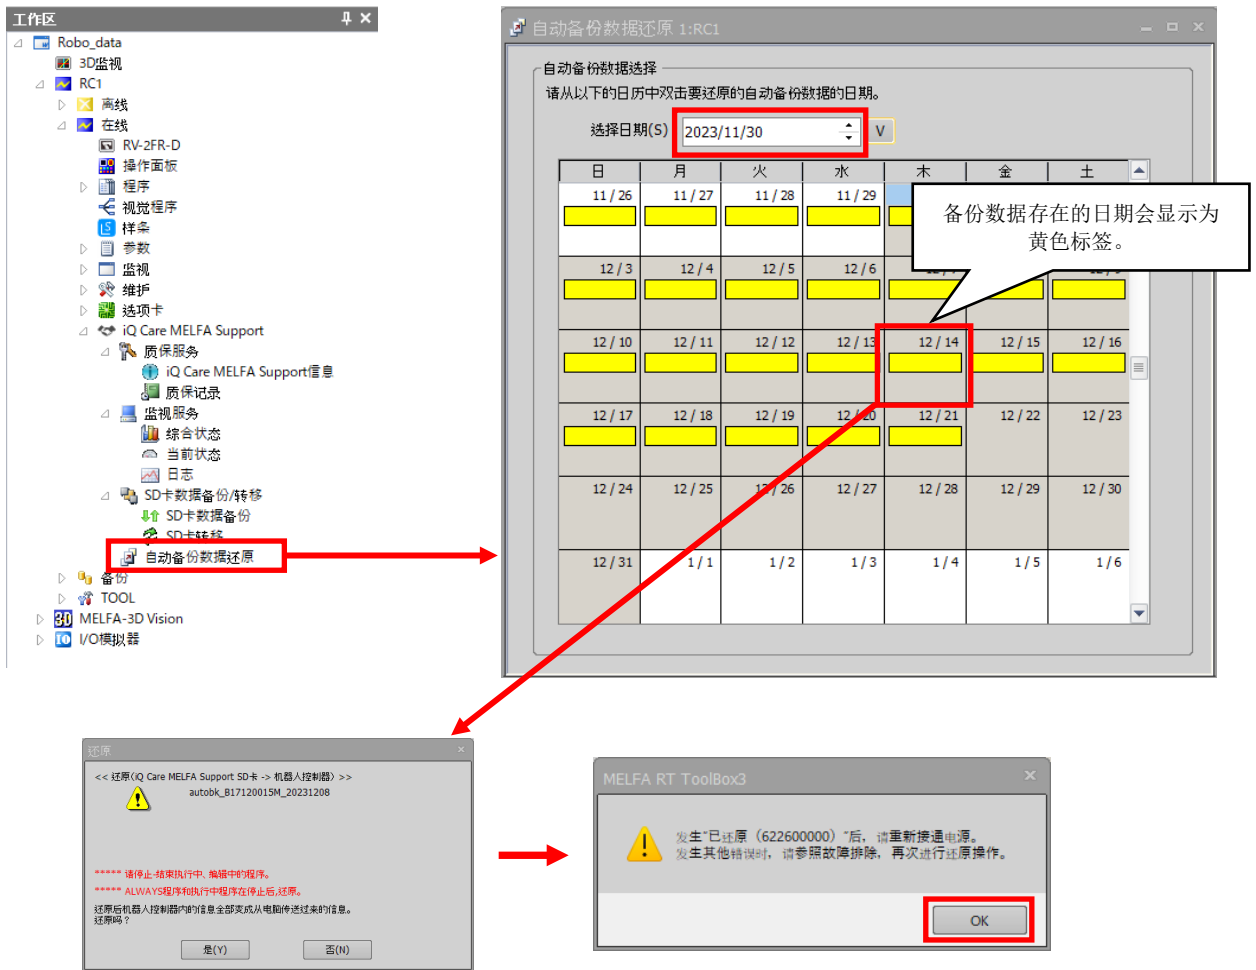 工作区
Robo_data
3D监视
RC1
离线
在线
RV-2FR-D
操作面板
程序
视觉程序
样条
参数
监视
维护
选项卡
iQ Care MELFA Support
质保服务
iQ Care MELFA Support信息
质保记录
监视服务
综合状态
当前状态
日志
SD卡数据备份/转移
SD卡数据备份
SD卡转移
自动备份数据还原
备份
TOOL
MELFA-3D Vision
I/O模拟器
自动备份数据还原 1:RC1
自动备份数据选择
请从以下的日历中双击要还原的自动备份数据的日期。
选择日期(S) 2023/11/30 V
日 月 火 水 木 金 土
11 / 26 11 / 27 11 / 28 11 / 29
备份数据存在的日期会显示为
黄色标签。
12 / 3 12 / 4 12 / 5 12 / 6
12 / 10 12 / 11 12 / 12 12 / 13 12 / 14 12 / 15 12 / 16
12 / 17 12 / 18 12 / 19 12 / 20 12 / 21 12 / 22 12 / 23
12 / 24 12 / 25 12 / 26 12 / 27 12 / 28 12 / 29 12 / 30
12 / 31 1 / 1 1 / 2 1 / 3 1 / 4 1 / 5 1 / 6
还原
<< 还原(iQ Care MELFA Support SD卡 -> 机器人控制器) >>
autobk_B17120015M_20231208
***** 请停止·结束执行中、编辑中的程序。
***** ALWAYS程序和执行中程序在停止后,还原。
还原后机器人控制器内的信息全部变成从电脑传送过来的信息。
还原吗？
是(Y) 否(N)
MELFA RT ToolBox3
发生"已还原（622600000）"后，请重新接通电源。
发生其他错误时，请参照故障排除，再次进行还原操作。
OK